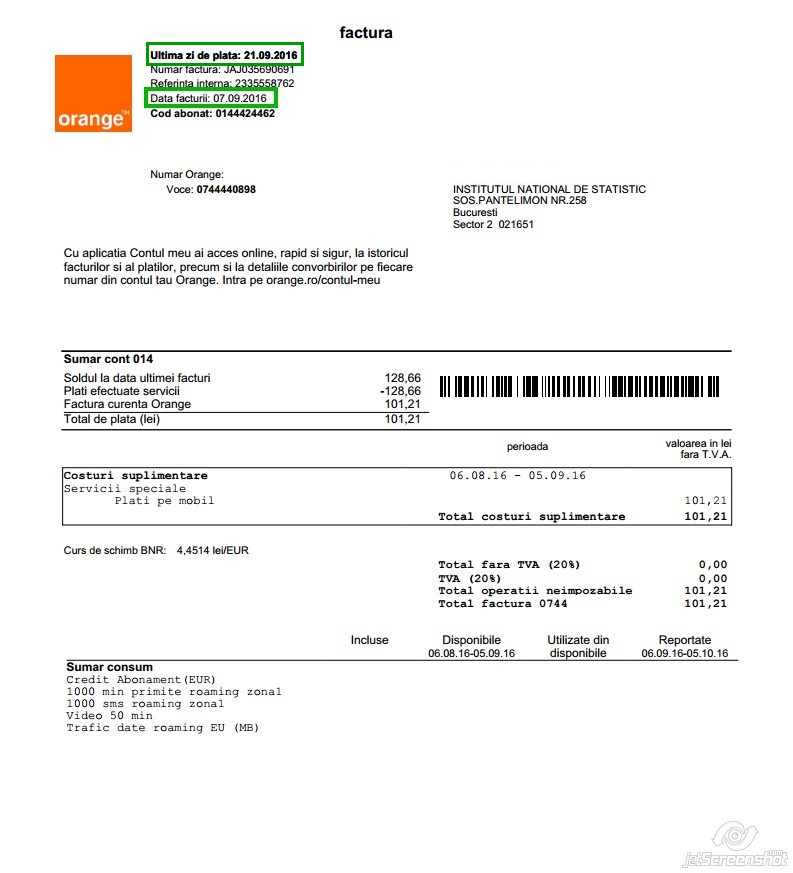 factura
Ultima zi de plata: 21.09.2016
Numar factura: JAJ035690691
Referinta interna: 2335558762
Data facturii: 07.09.2016
Cod abonat: 0144424462
orange™
Numar Orange:
Voce: 0744440898
INSTITUTUL NATIONAL DE STATISTIC
SOS.PANTELIMON NR.258
Bucuresti
Sector 2 021651
Cu aplicatia Contul meu ai acces online, rapid si sigur, la istoricul
facturilor si al platilor, precum si la detaliile convorbirilor pe fiecare
numar din contul tau Orange. Intra pe orange.ro/contul-meu
Sumar cont 014
Soldul la data ultimei facturi 128,66
Plati efectuate servicii -128,66
Factura curenta Orange 101,21
Total de plata (lei) 101,21
perioada valoarea in lei
fara T.V.A.
Costuri suplimentare 06.08.16 - 05.09.16
Servicii speciale
Plati pe mobil 101,21
Total costuri suplimentare 101,21
Curs de schimb BNR: 4,4514 lei/EUR
Total fara TVA (20%) 0,00
TVA (20%) 0,00
Total operatii neimpozabile 101,21
Total factura 0744 101,21
Incluse Disponibile Utilizate din Reportate
06.08.16-05.09.16 disponibile 06.09.16-05.10.16
Sumar consum
Credit Abonament(EUR)
1000 min primite roaming zona1
1000 sms roaming zona1
Video 50 min
Trafic date roaming EU (MB)
jetScreenshot.com